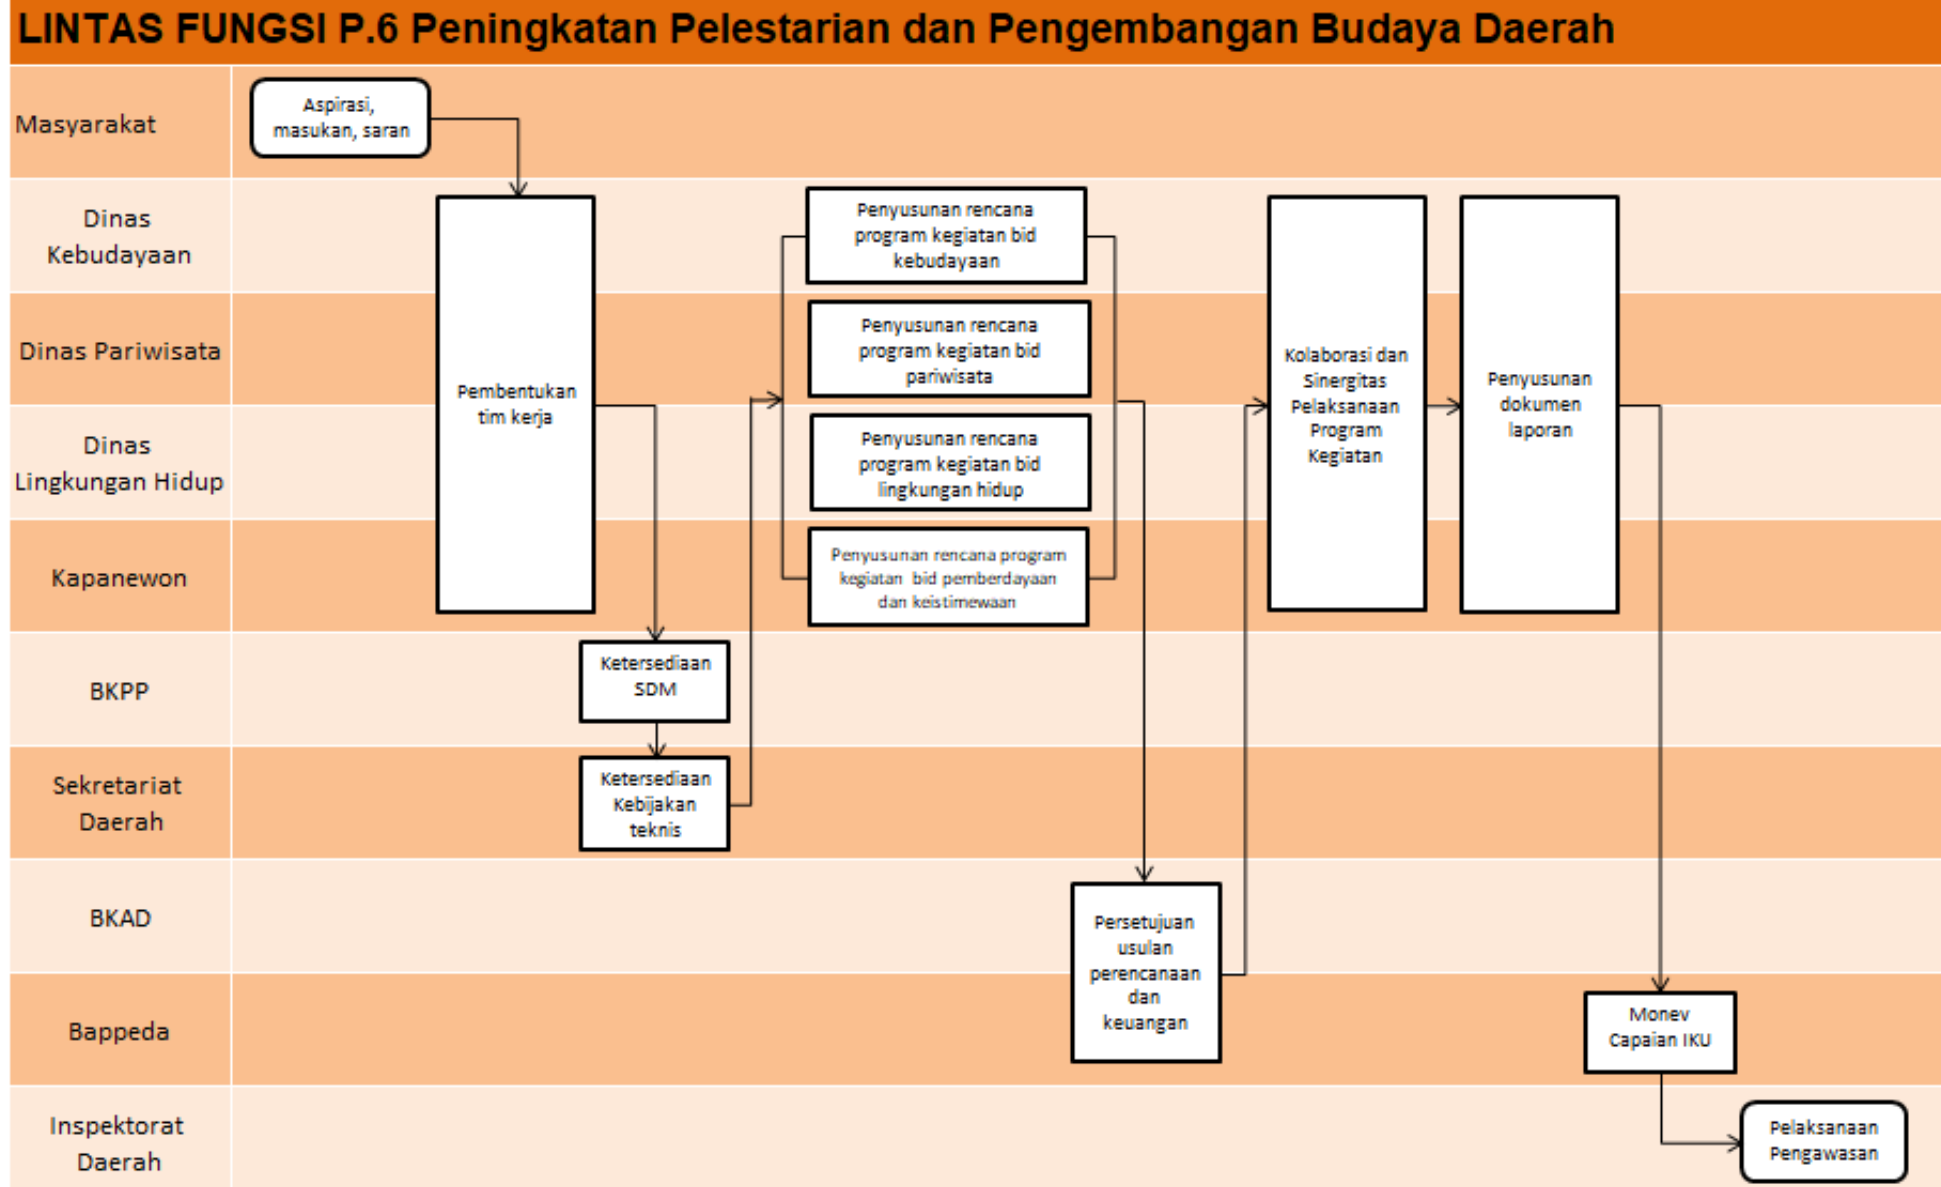 LINTAS FUNGSI P.6 Peningkatan Pelestarian dan Pengembangan Budaya Daerah
Masyarakat
Aspirasi,
masukan, saran
Dinas
Kebudayaan
Dinas Pariwisata
Dinas
Lingkungan Hidup
Kapanewon
Pembentukan
tim kerja
Penyusunan rencana
program kegiatan bid
kebudayaan
Penyusunan rencana
program kegiatan bid
pariwisata
Penyusunan rencana
program kegiatan bid
lingkungan hidup
Penyusunan rencana program
kegiatan bid pemberdayaan
dan keistimewaan
Kolaborasi dan
Sinergitas
Pelaksanaan
Program
Kegiatan
Penyusunan
dokumen
laporan
BKPP
Ketersediaan
SDM
Sekretariat
Daerah
Ketersediaan
Kebijakan
teknis
BKAD
Persetujuan
usulan
perencanaan
dan
keuangan
Bappeda
Monev
Capaian IKU
Inspektorat
Daerah
Pelaksanaan
Pengawasan